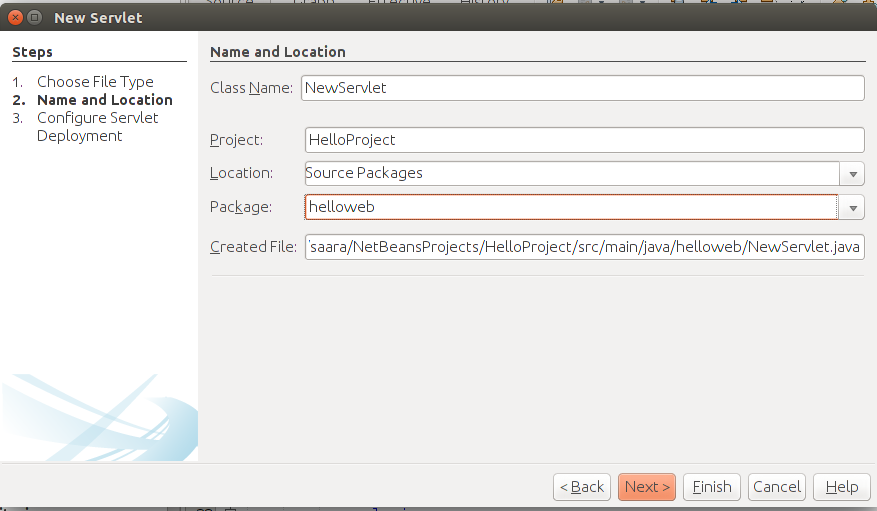 New Servlet
Steps
1. Choose File Type
2. Name and Location
3. Configure Servlet
Deployment
Name and Location
Class Name: NewServlet
Project: HelloProject
Location: Source Packages
Package: helloweb
Created File: saara/NetBeansProjects/HelloProject/src/main/java/helloweb/NewServlet.java
< Back Next > Finish Cancel Help